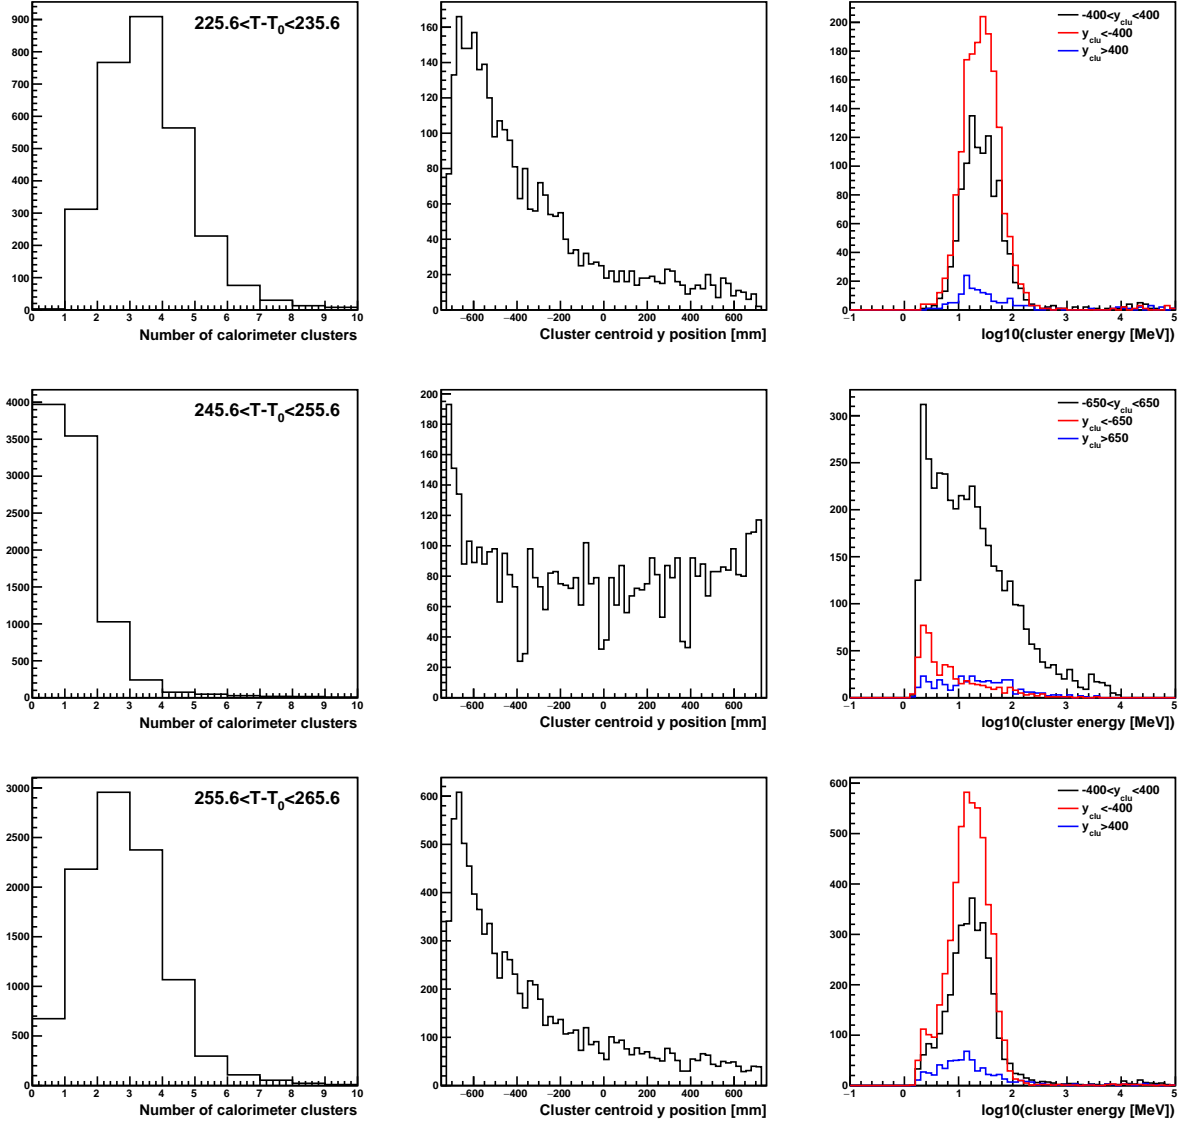 225.6<T-T0<235.6
900
800
700
600
500
400
300
200
100
0
0 1 2 3 4 5 6 7 8 9 10
Number of calorimeter clusters
160
140
120
100
80
60
40
20
0
−600 −400 −200 0 200 400 600
Cluster centroid y position [mm]
-400<yclu<400
yclu<-400
yclu>400
200
180
160
140
120
100
80
60
40
20
0
−1 0 1 2 3 4 5
log10(cluster energy [MeV])
245.6<T-T0<255.6
4000
3500
3000
2500
2000
1500
1000
500
0
0 1 2 3 4 5 6 7 8 9 10
Number of calorimeter clusters
200
180
160
140
120
100
80
60
40
20
0
−600 −400 −200 0 200 400 600
Cluster centroid y position [mm]
-650<yclu<650
yclu<-650
yclu>650
300
250
200
150
100
50
0
−1 0 1 2 3 4 5
log10(cluster energy [MeV])
255.6<T-T0<265.6
3000
2500
2000
1500
1000
500
0
0 1 2 3 4 5 6 7 8 9 10
Number of calorimeter clusters
600
500
400
300
200
100
0
−600 −400 −200 0 200 400 600
Cluster centroid y position [mm]
-400<yclu<400
yclu<-400
yclu>400
600
500
400
300
200
100
0
−1 0 1 2 3 4 5
log10(cluster energy [MeV])